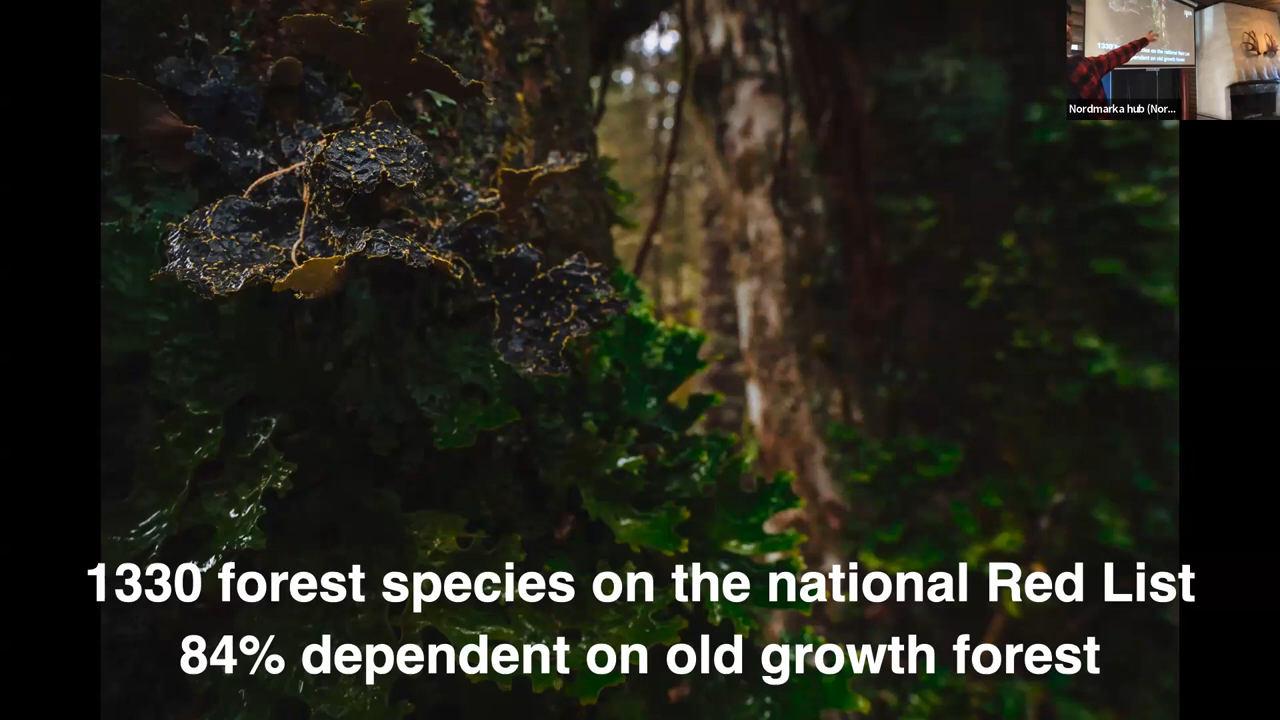 Nordmarka hub (Nor...
1330 forest species on the national Red List
84% dependent on old growth forest